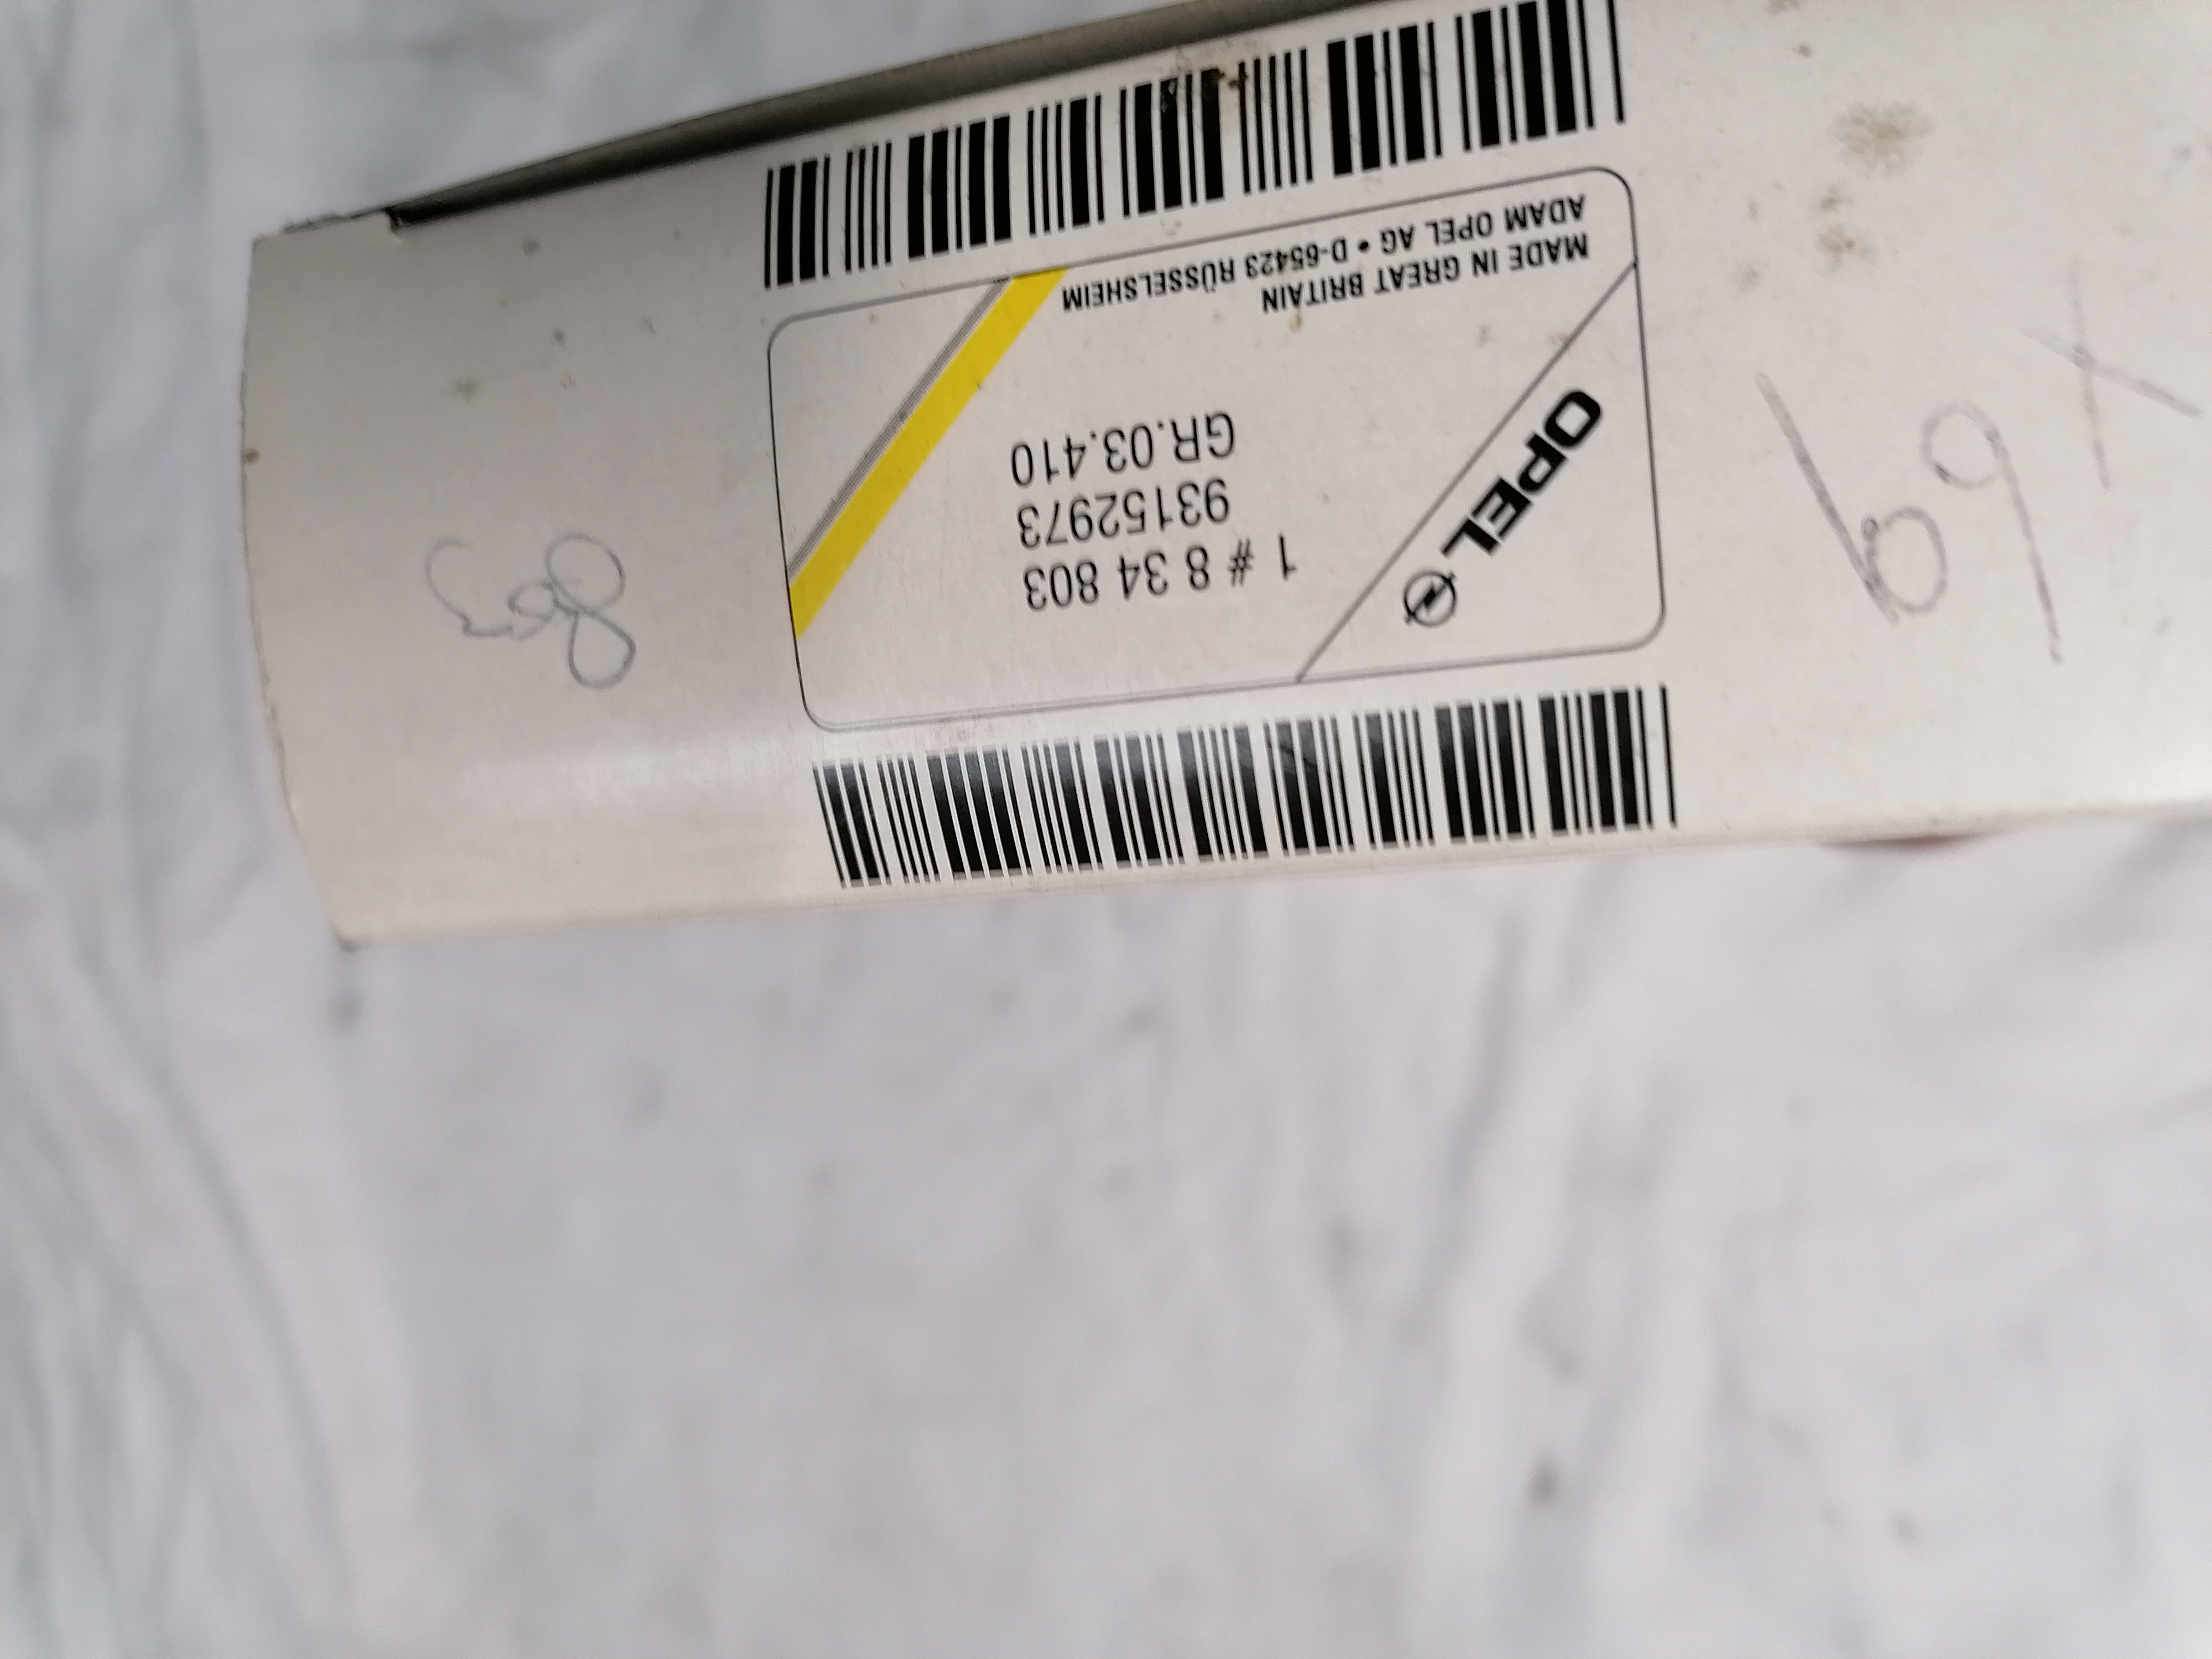 OPEL
1 # 8 34 803
93152973
GR.03.410
MADE IN GREAT BRITAIN
ADAM OPEL AG • D-65423 RÜSSELSHEIM
803